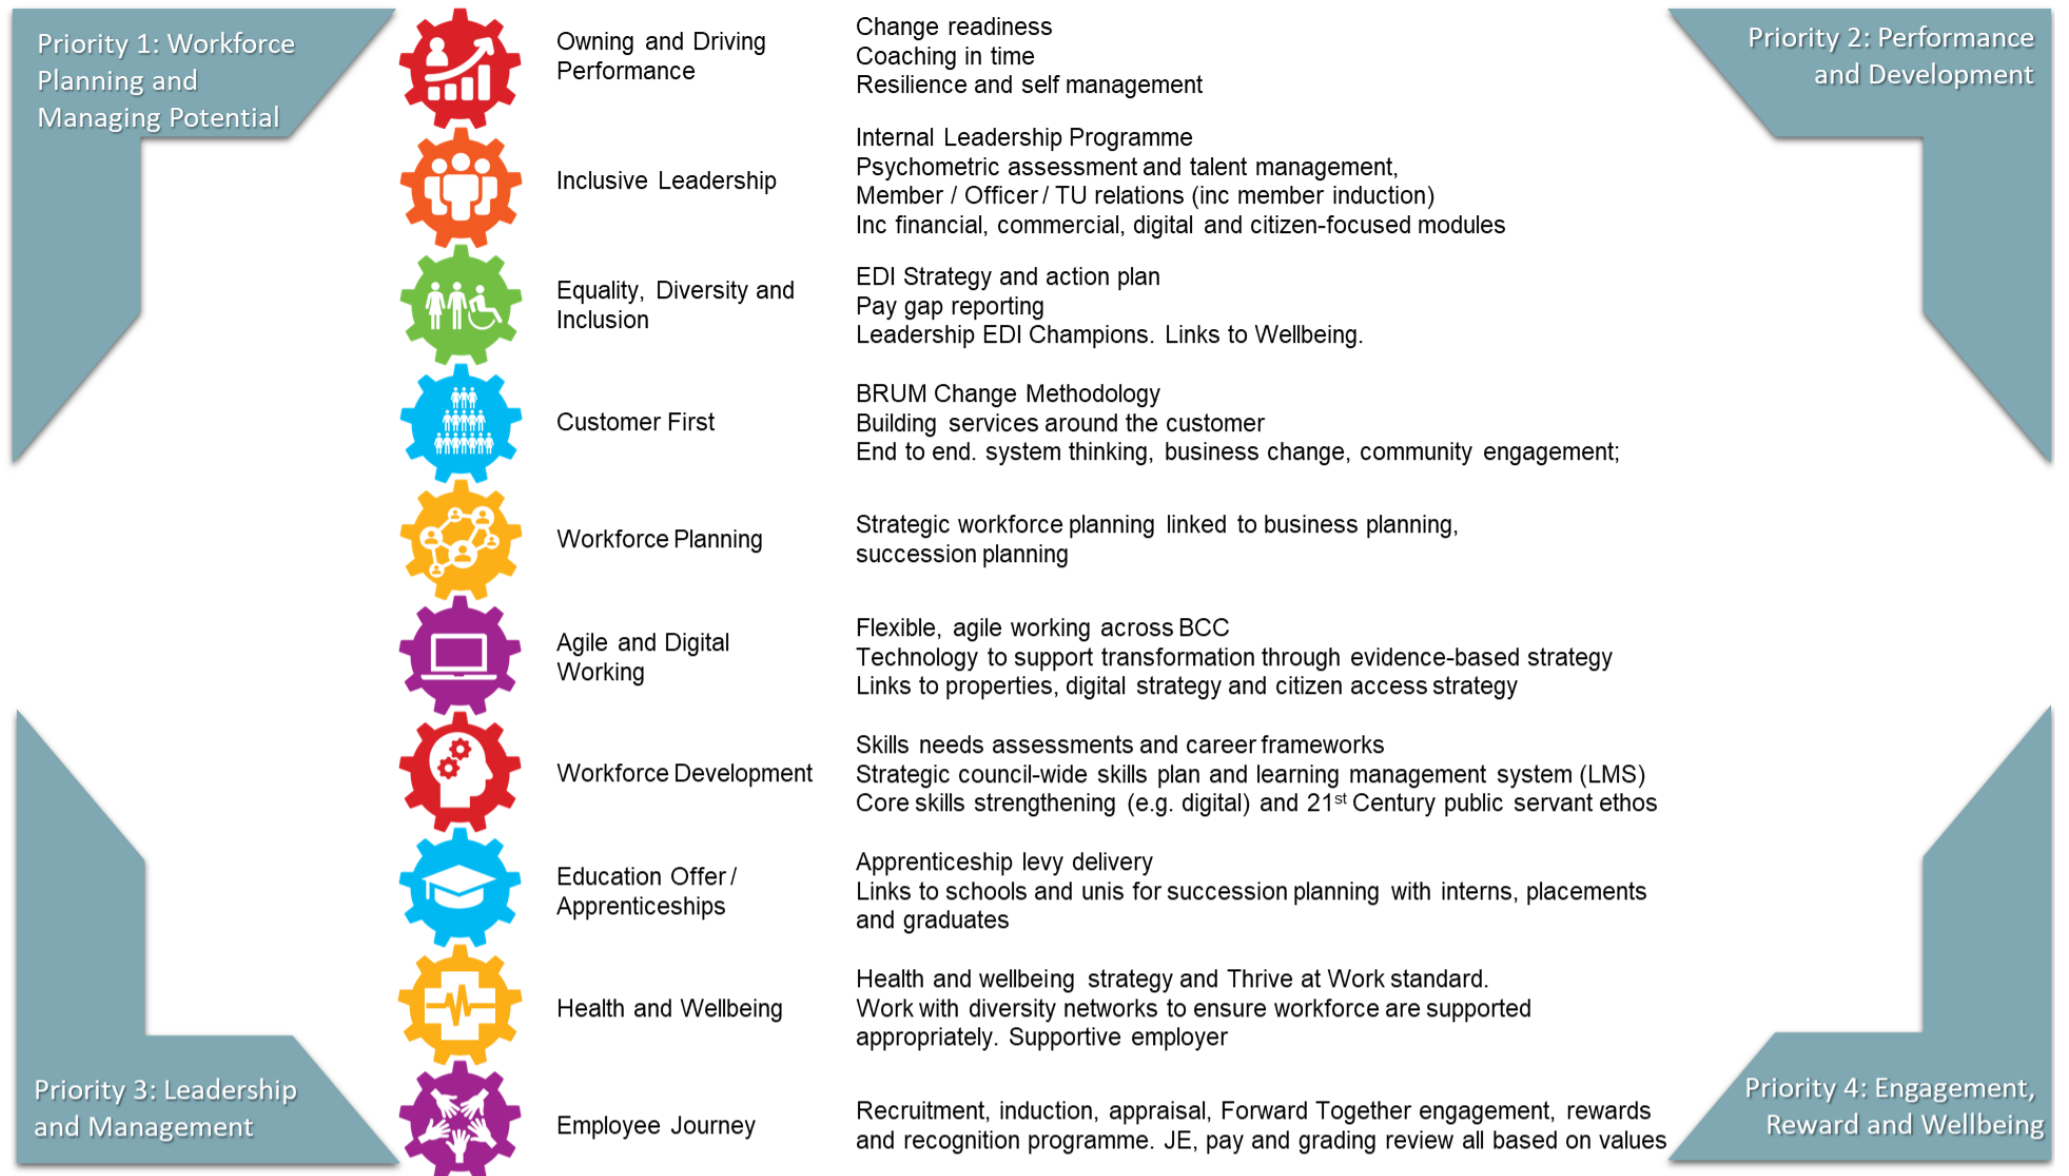 Priority 1: Workforce
Planning and
Managing Potential
Priority 2: Performance
and Development
Owning and Driving
Performance
Change readiness
Coaching in time
Resilience and self management
Inclusive Leadership
Internal Leadership Programme
Psychometric assessment and talent management,
Member / Officer / TU relations (inc member induction)
Inc financial, commercial, digital and citizen-focused modules
Equality, Diversity and
Inclusion
EDI Strategy and action plan
Pay gap reporting
Leadership EDI Champions. Links to Wellbeing.
Customer First
BRUM Change Methodology
Building services around the customer
End to end. system thinking, business change, community engagement;
Workforce Planning
Strategic workforce planning linked to business planning,
succession planning
Agile and Digital
Working
Flexible, agile working across BCC
Technology to support transformation through evidence-based strategy
Links to properties, digital strategy and citizen access strategy
Workforce Development
Skills needs assessments and career frameworks
Strategic council-wide skills plan and learning management system (LMS)
Core skills strengthening (e.g. digital) and 21st Century public servant ethos
Education Offer /
Apprenticeships
Apprenticeship levy delivery
Links to schools and unis for succession planning with interns, placements
and graduates
Health and Wellbeing
Health and wellbeing strategy and Thrive at Work standard.
Work with diversity networks to ensure workforce are supported
appropriately. Supportive employer
Employee Journey
Recruitment, induction, appraisal, Forward Together engagement, rewards
and recognition programme. JE, pay and grading review all based on values
Priority 3: Leadership
and Management
Priority 4: Engagement,
Reward and Wellbeing